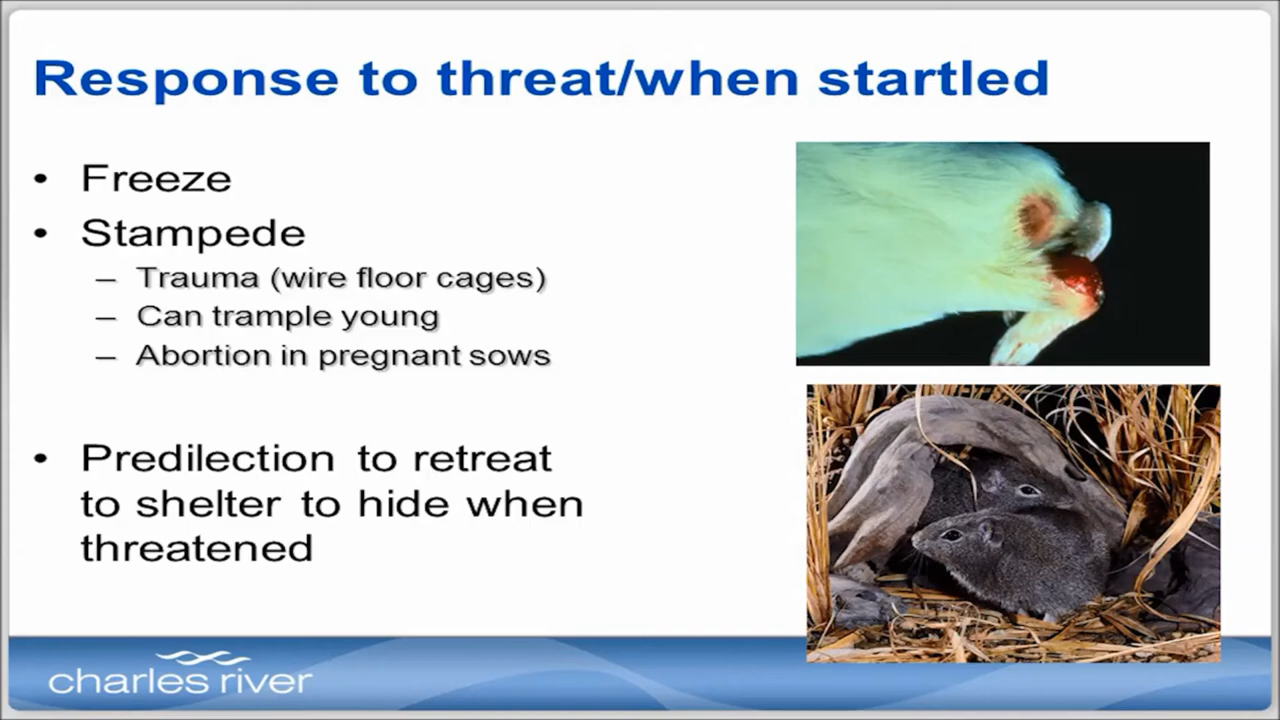 Response to threat/when startled
• Freeze
• Stampede
– Trauma (wire floor cages)
– Can trample young
– Abortion in pregnant sows
• Predilection to retreat
to shelter to hide when
threatened
charles river